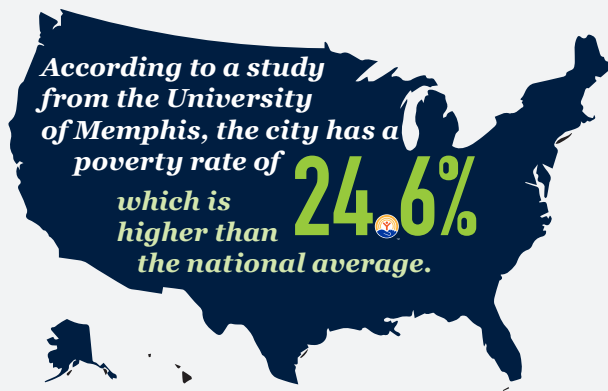 According to a study
from the University
of Memphis, the city has a
poverty rate of
24.6%
which is
higher than
the national average.